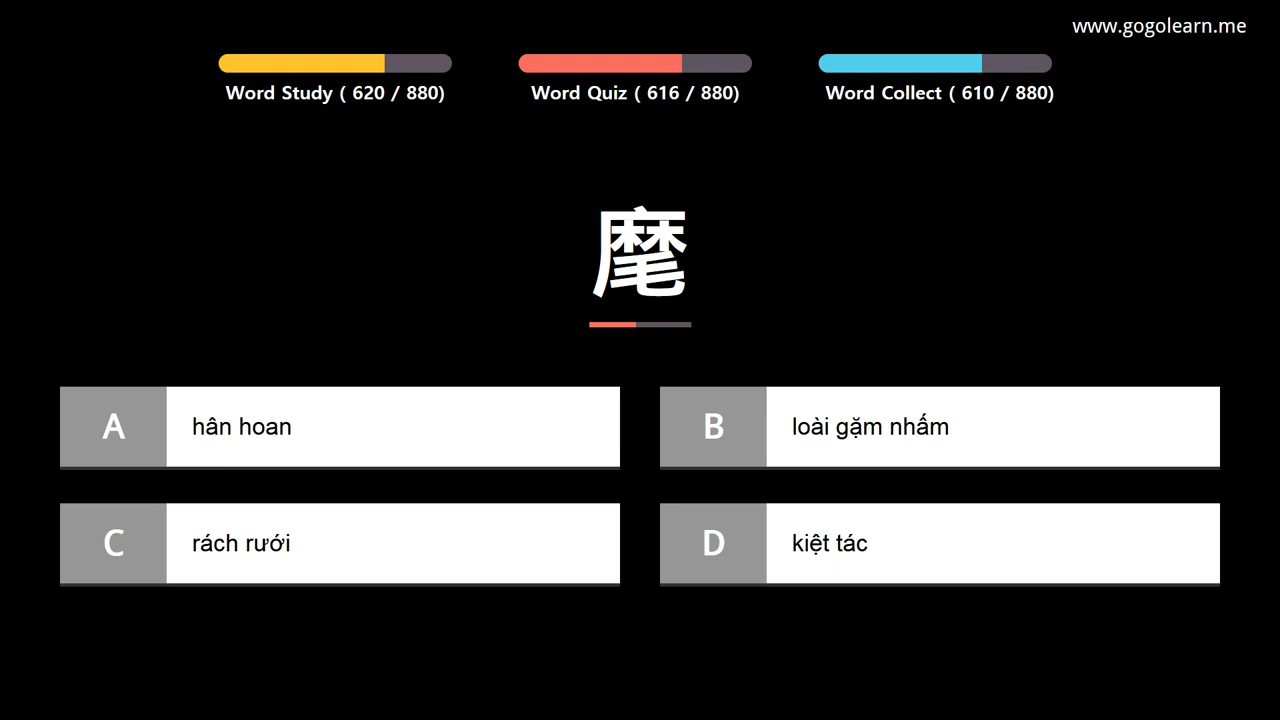 www.gogolearn.me
Word Study ( 620 / 880)
Word Quiz ( 616 / 880)
Word Collect ( 610 / 880)
麾
A
hân hoan
B
loài gặm nhấm
C
rách rưới
D
kiệt tác